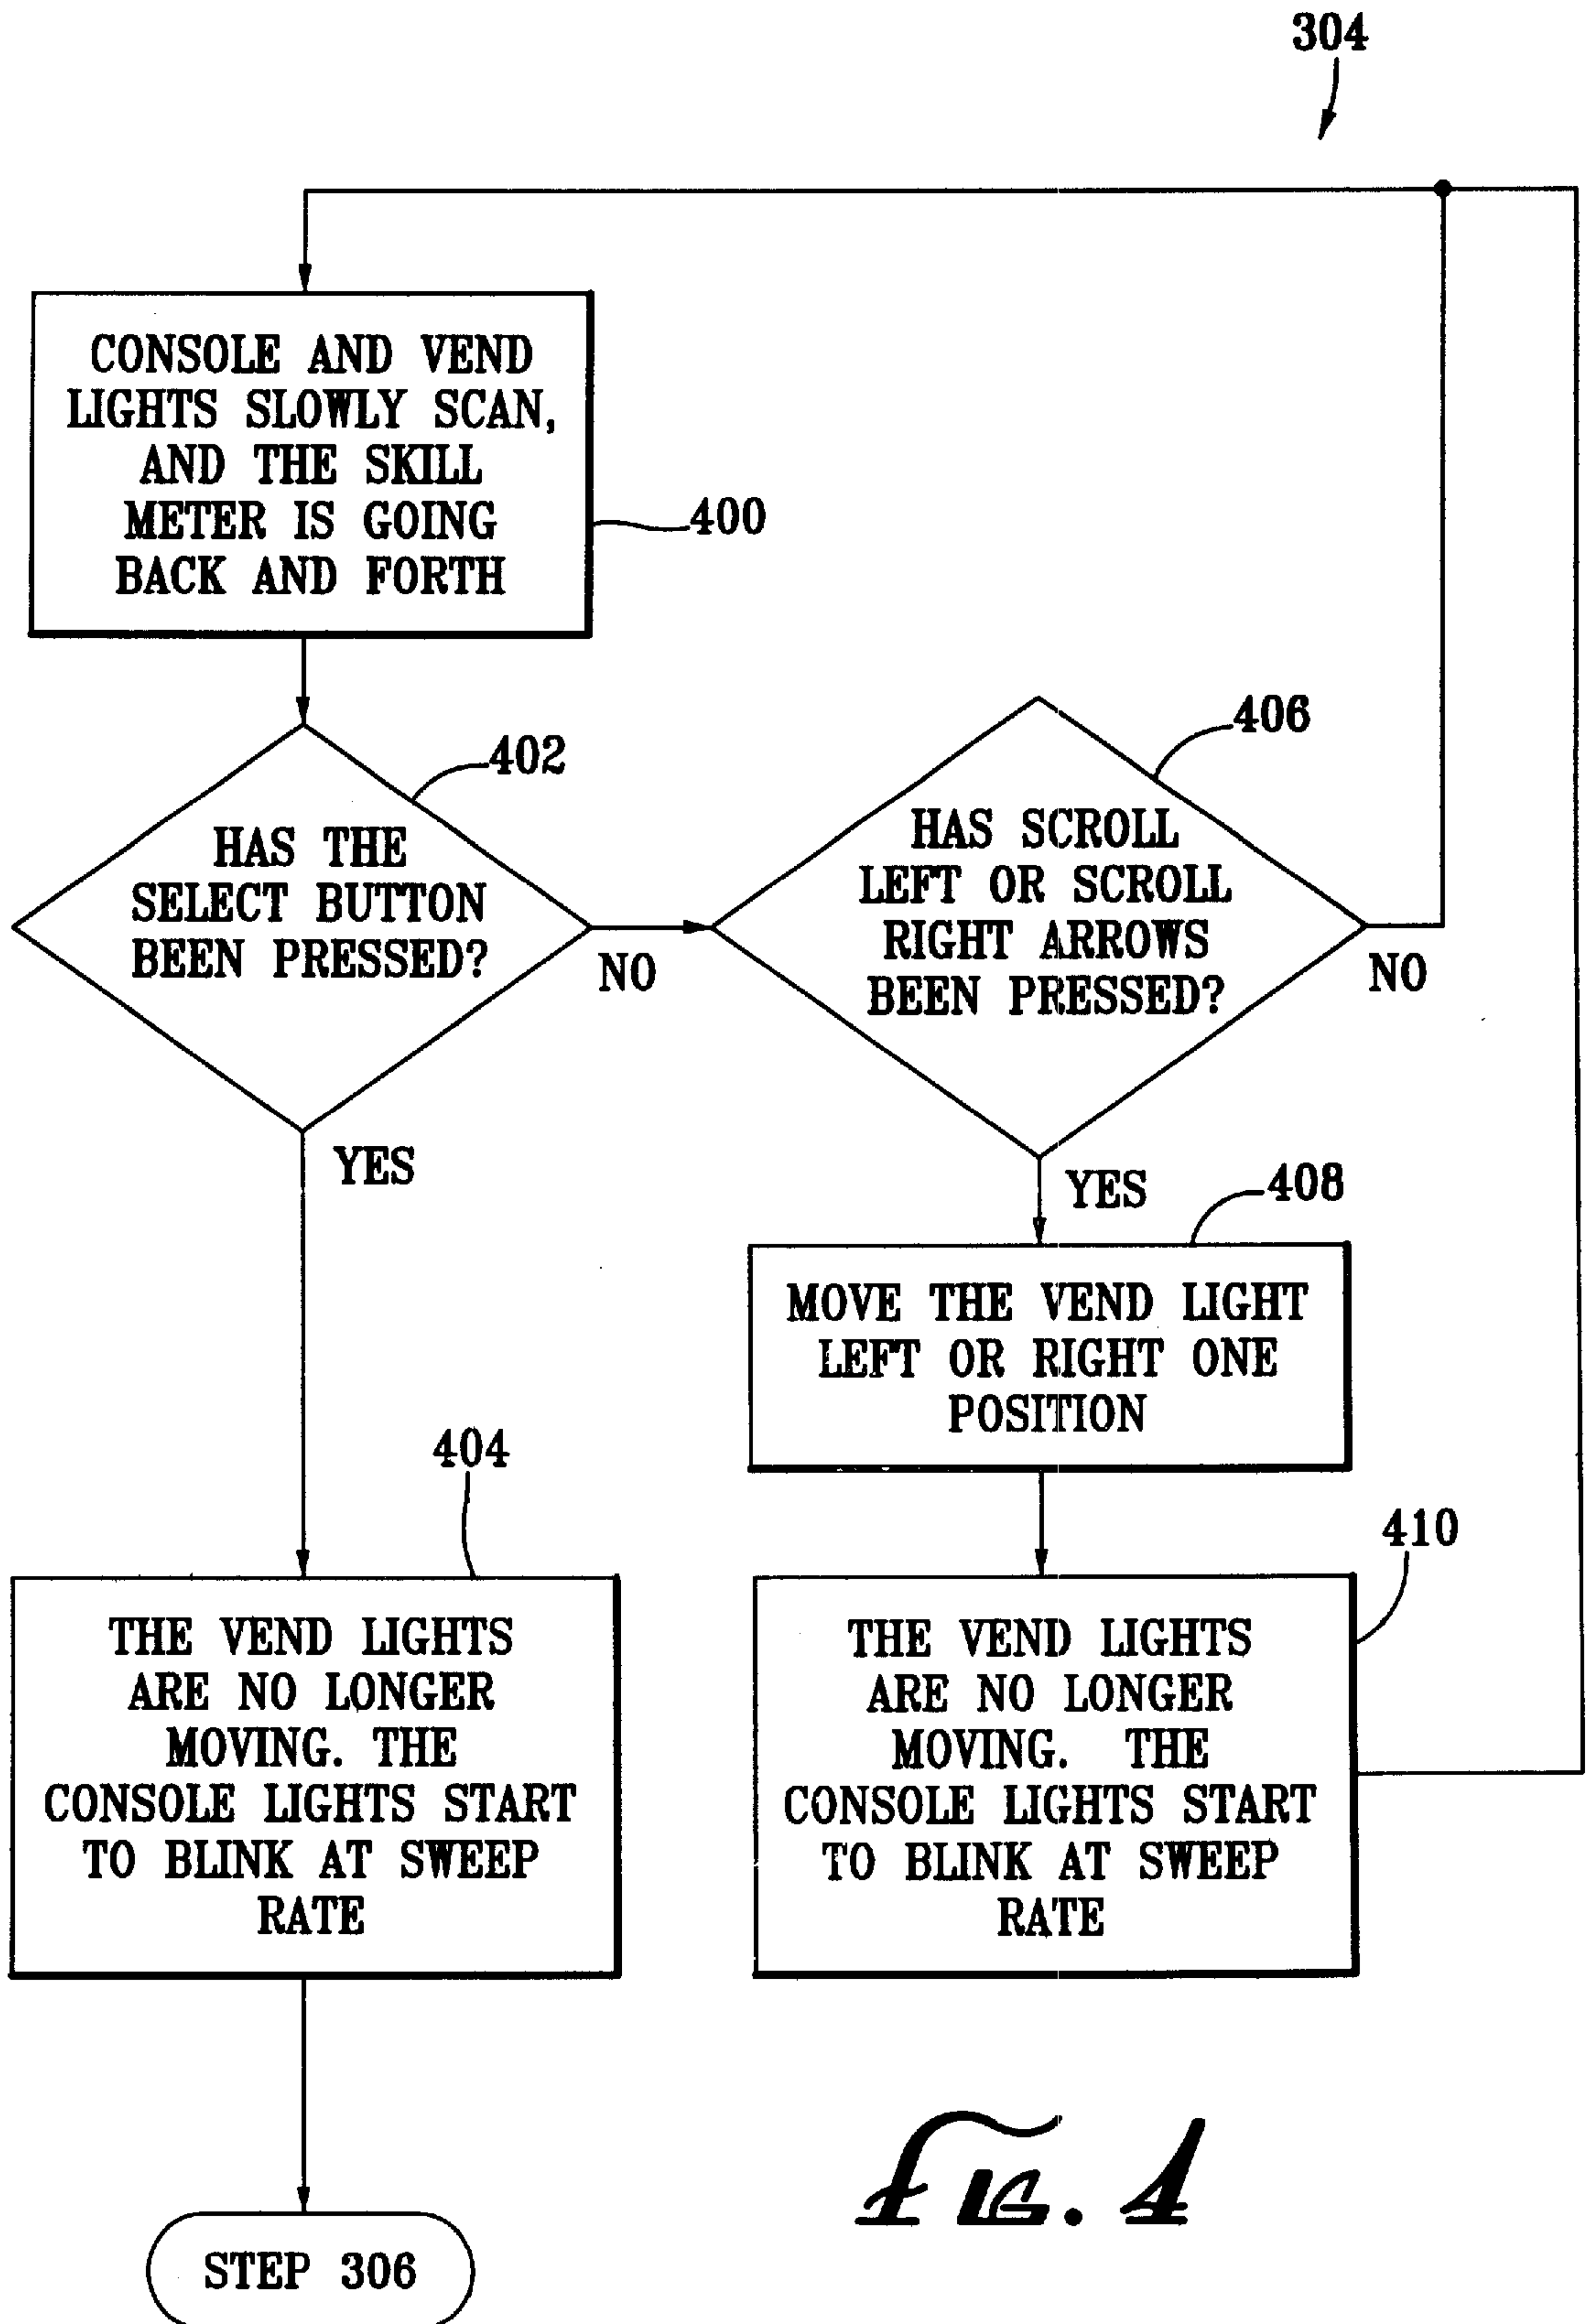 304
CONSOLE AND VEND
LIGHTS SLOWLY SCAN,
AND THE SKILL
METER IS GOING
BACK AND FORTH
400
402
HAS THE
SELECT BUTTON
BEEN PRESSED?
NO
YES
406
HAS SCROLL
LEFT OR SCROLL
RIGHT ARROWS
BEEN PRESSED?
NO
YES
408
MOVE THE VEND LIGHT
LEFT OR RIGHT ONE
POSITION
404
THE VEND LIGHTS
ARE NO LONGER
MOVING. THE
CONSOLE LIGHTS START
TO BLINK AT SWEEP
RATE
410
THE VEND LIGHTS
ARE NO LONGER
MOVING. THE
CONSOLE LIGHTS START
TO BLINK AT SWEEP
RATE
STEP 306
FIG. 4